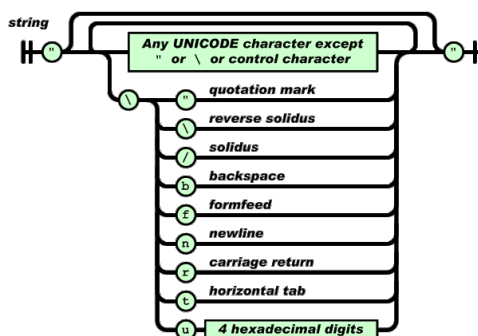 string
" Any UNICODE character except "
" or \ or control character
\ " quotation mark
\ reverse solidus
/ solidus
b backspace
f formfeed
n newline
r carriage return
t horizontal tab
u 4 hexadecimal digits